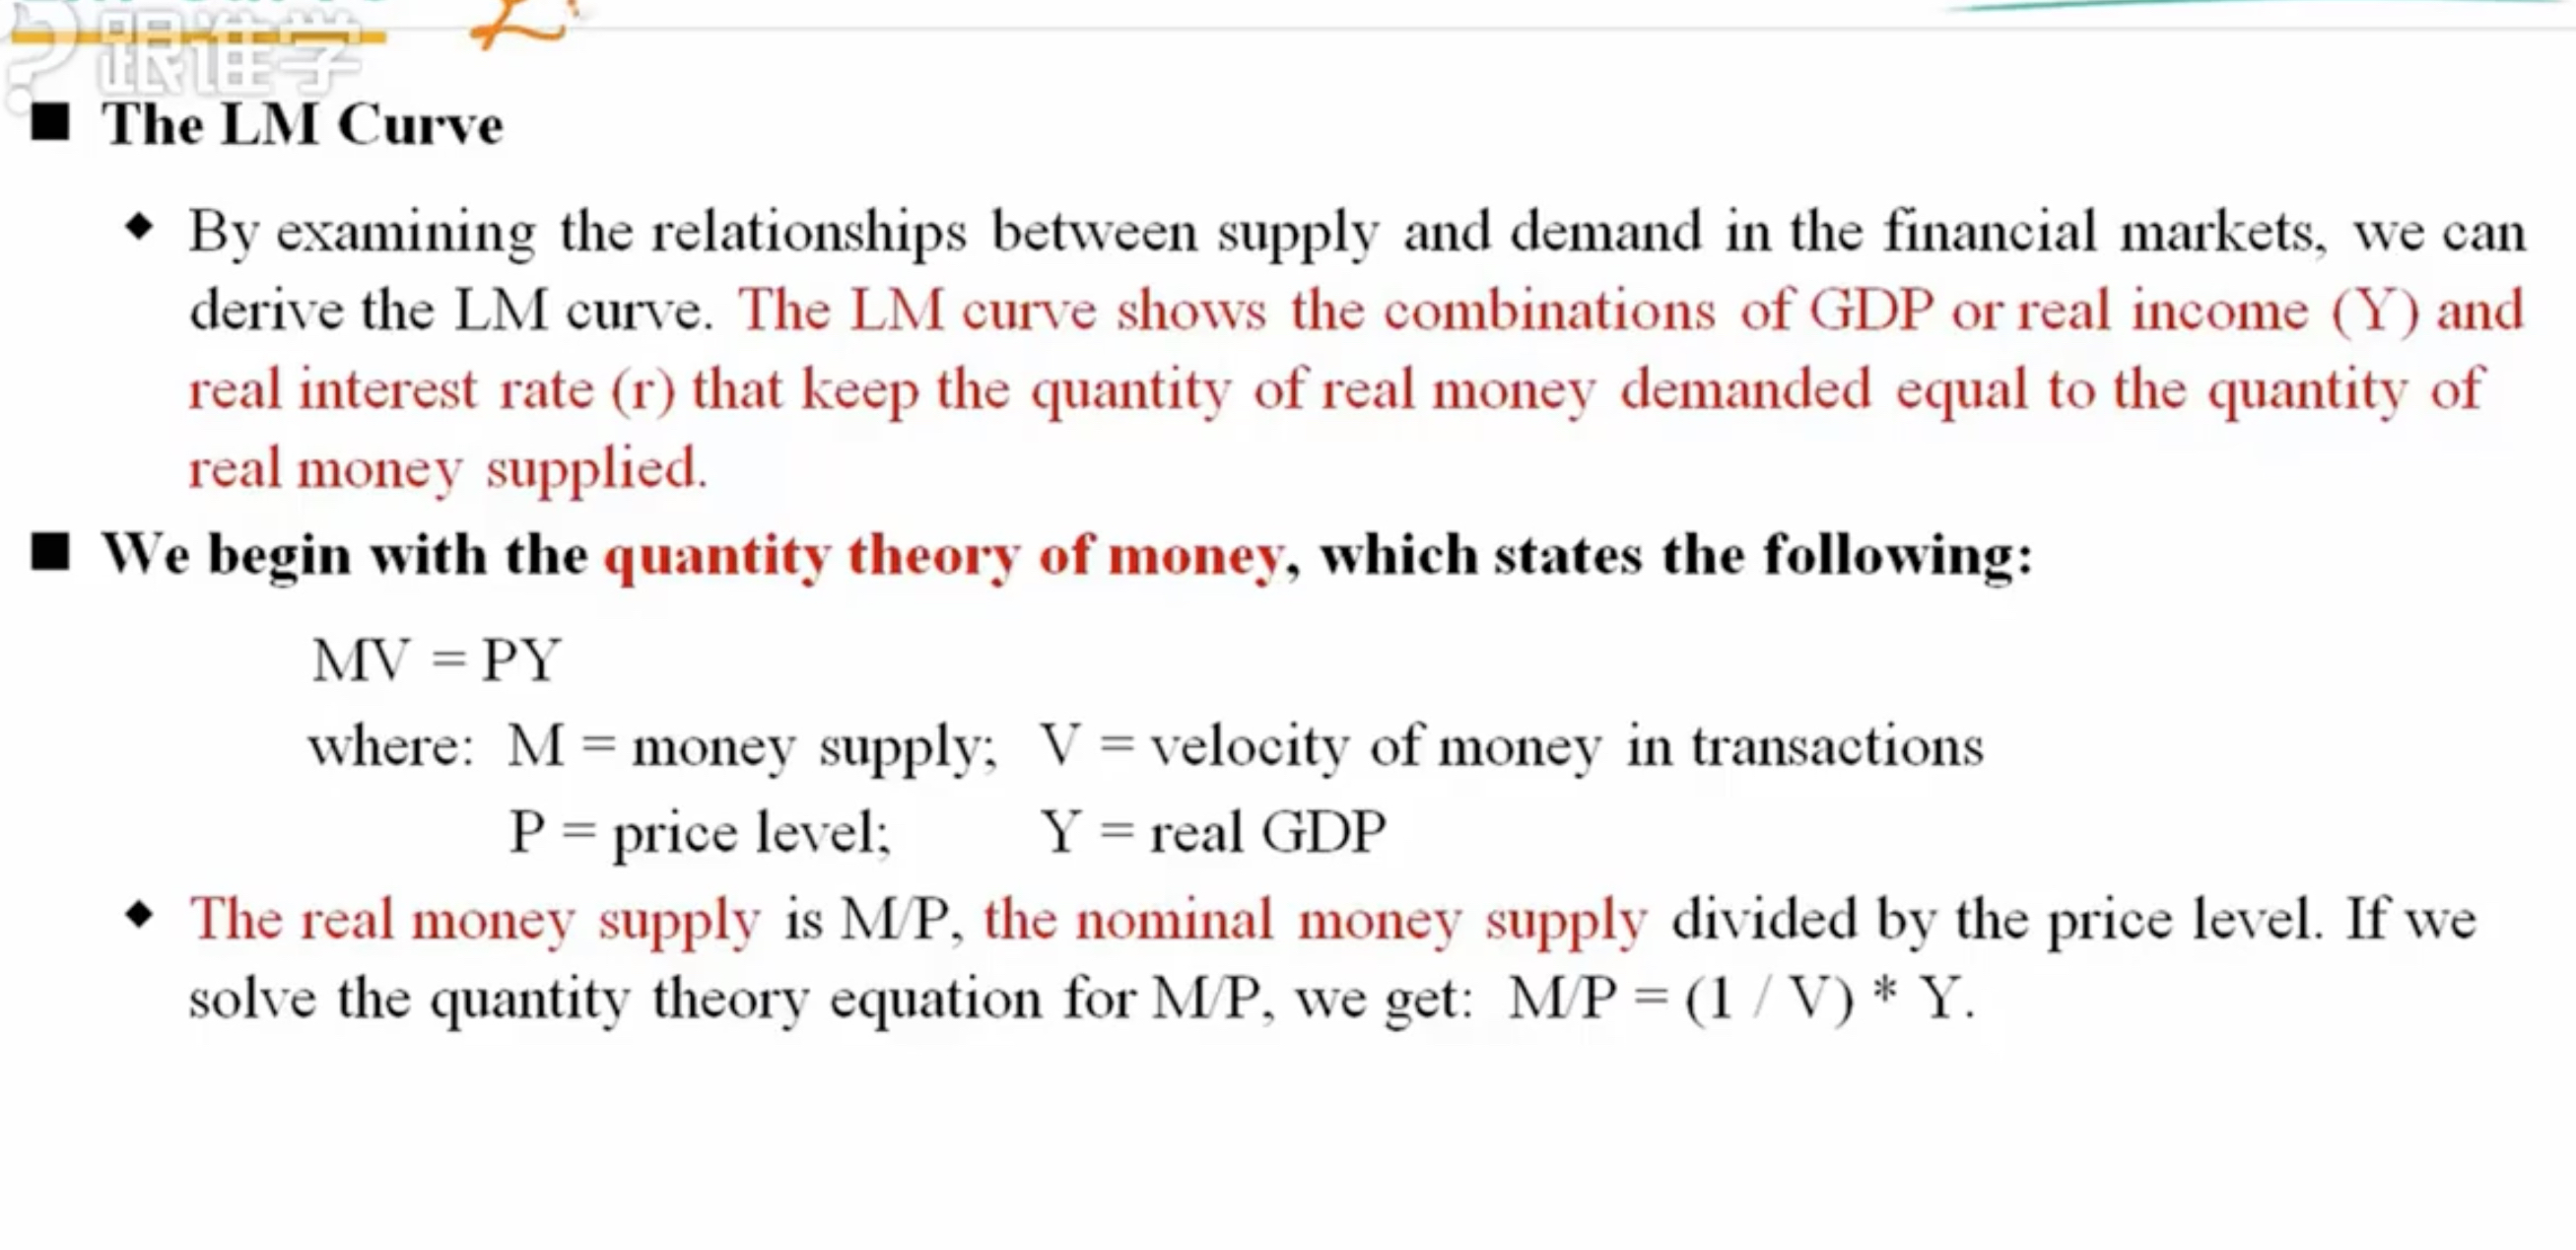 跟谁学
■ The LM Curve
◆ By examining the relationships between supply and demand in the financial markets, we can
derive the LM curve. The LM curve shows the combinations of GDP or real income (Y) and
real interest rate (r) that keep the quantity of real money demanded equal to the quantity of
real money supplied.
■ We begin with the quantity theory of money, which states the following:
MV = PY
where: M = money supply; V = velocity of money in transactions
P = price level; Y = real GDP
◆ The real money supply is M/P, the nominal money supply divided by the price level. If we
solve the quantity theory equation for M/P, we get: M/P = (1 / V) * Y.